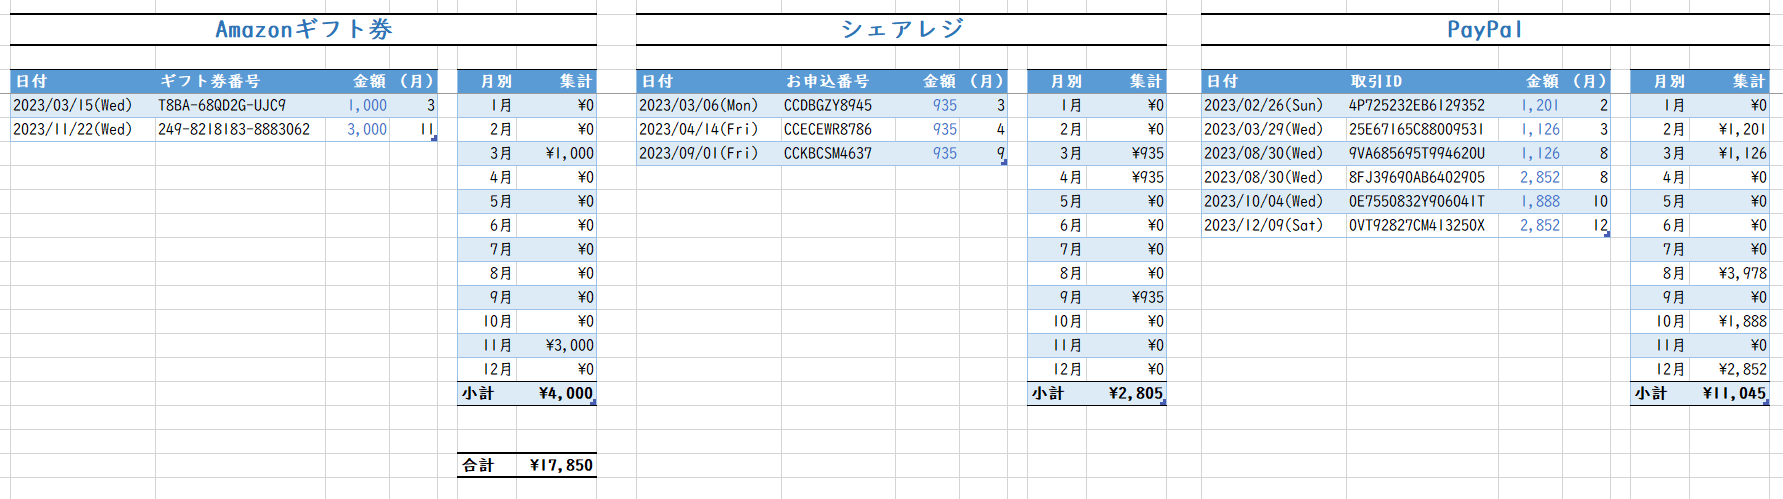 Amazonギフト券 シェアレジ PayPal
日付 ギフト券番号 金額 (月) 月別 集計 日付 お申込番号 金額 (月) 月別 集計 日付 取引ID 金額 (月) 月別 集計
2023/03/15(Wed) T8BA-68QD2G-UJC9 1,000 3 1月 ¥0 2023/03/06(Mon) CCDBGZY8945 935 3 1月 ¥0 2023/02/26(Sun) 4P725232EB6129352 1,201 2 1月 ¥0
2023/11/22(Wed) 249-8218183-8883062 3,000 11 2月 ¥0 2023/04/14(Fri) CCECEWR8786 935 4 2月 ¥0 2023/03/29(Wed) 25E67165C88009531 1,126 3 2月 ¥1,201
3月 ¥1,000 2023/09/01(Fri) CCKBCSM4637 935 9 3月 ¥935 2023/08/30(Wed) 9VA685695T994620U 1,126 8 3月 ¥1,126
4月 ¥0 4月 ¥935 2023/08/30(Wed) 8FJ39690AB6402905 2,852 8 4月 ¥0
5月 ¥0 5月 ¥0 2023/10/04(Wed) 0E7550832Y906041T 1,888 10 5月 ¥0
6月 ¥0 6月 ¥0 2023/12/09(Sat) 0VT92827CM413250X 2,852 12 6月 ¥0
7月 ¥0 7月 ¥0 7月 ¥0
8月 ¥0 8月 ¥0 8月 ¥3,978
9月 ¥0 9月 ¥935 9月 ¥0
10月 ¥0 10月 ¥0 10月 ¥1,888
11月 ¥3,000 11月 ¥0 11月 ¥0
12月 ¥0 12月 ¥0 12月 ¥2,852
小計 ¥4,000 小計 ¥2,805 小計 ¥11,045
合計 ¥17,850